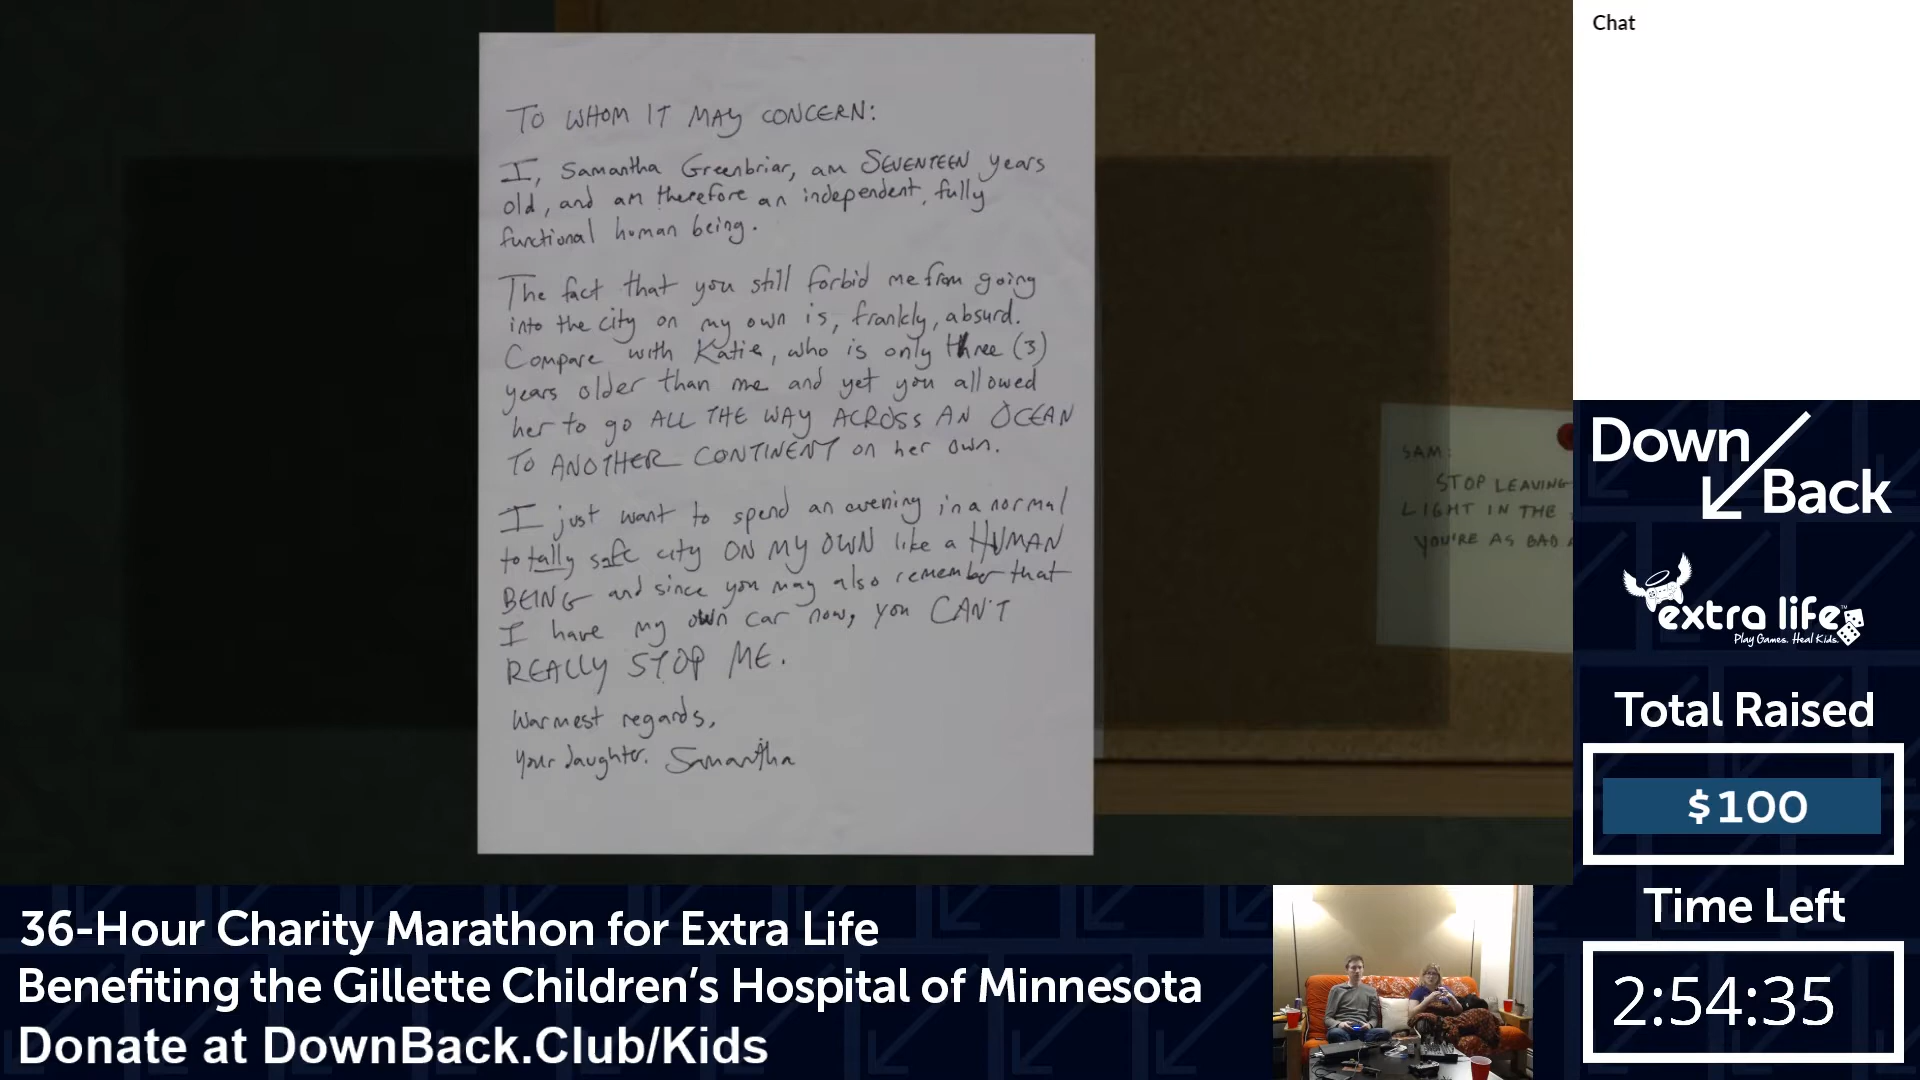 TO WHOM IT MAY CONCERN:
I, Samantha Greenbriar, am SEVENTEEN years
old, and am therefore an independent, fully
functional human being.
The fact that you still forbid me from going
into the city on my own is, frankly, absurd.
Compare with Katie, who is only three (3)
years older than me and yet you allowed
her to go ALL THE WAY ACROSS AN OCEAN
TO ANOTHER CONTINENT on her own.
I just want to spend an evening in a normal
totally safe city ON MY OWN like a HUMAN
BEING and since you may also remember that
I have my own car now, you CAN'T
REALLY STOP ME.
Warmest regards,
Your daughter. Samantha
SAM:
STOP LEAVING
LIGHT IN THE
YOU'RE AS BAD A
Chat
Down
Back
extra life
Play Games. Heal Kids.
Total Raised
$100
Time Left
2:54:35
36-Hour Charity Marathon for Extra Life
Benefiting the Gillette Children's Hospital of Minnesota
Donate at DownBack.Club/Kids